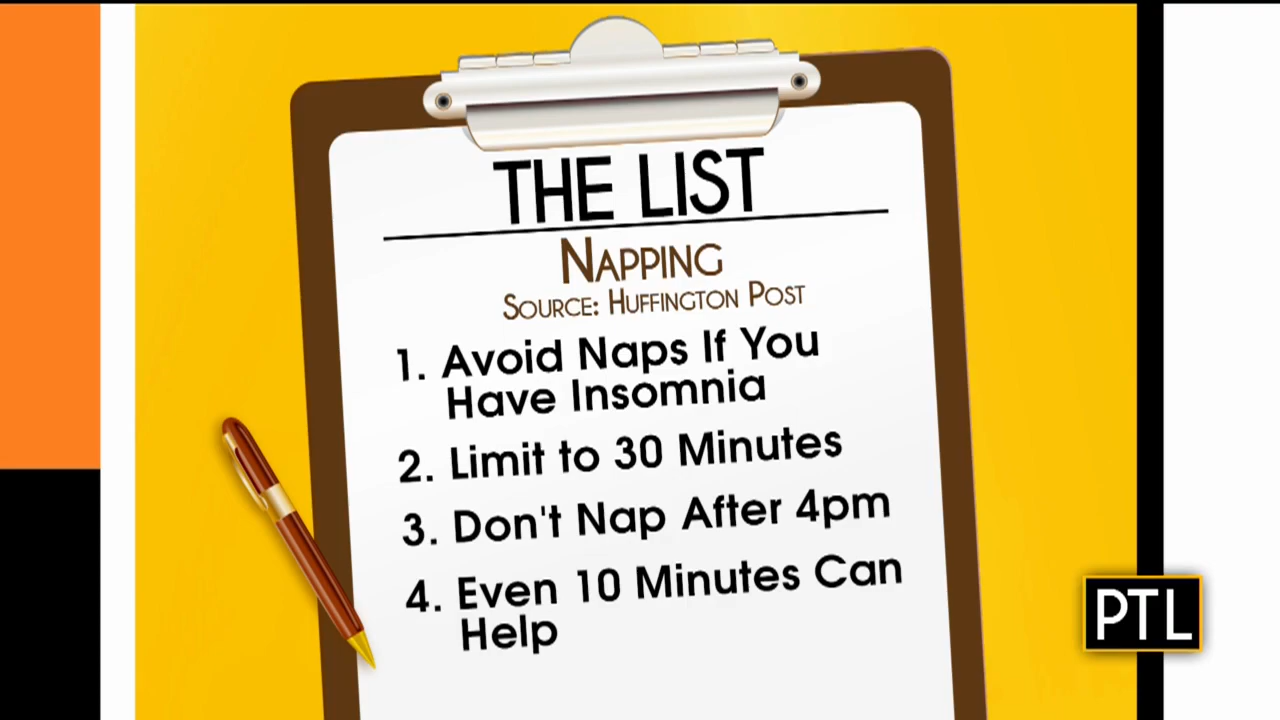 THE LIST
NAPPING
SOURCE: HUFFINGTON POST
1. Avoid Naps If You
Have Insomnia
2. Limit to 30 Minutes
3. Don't Nap After 4pm
4. Even 10 Minutes Can
Help
PTL